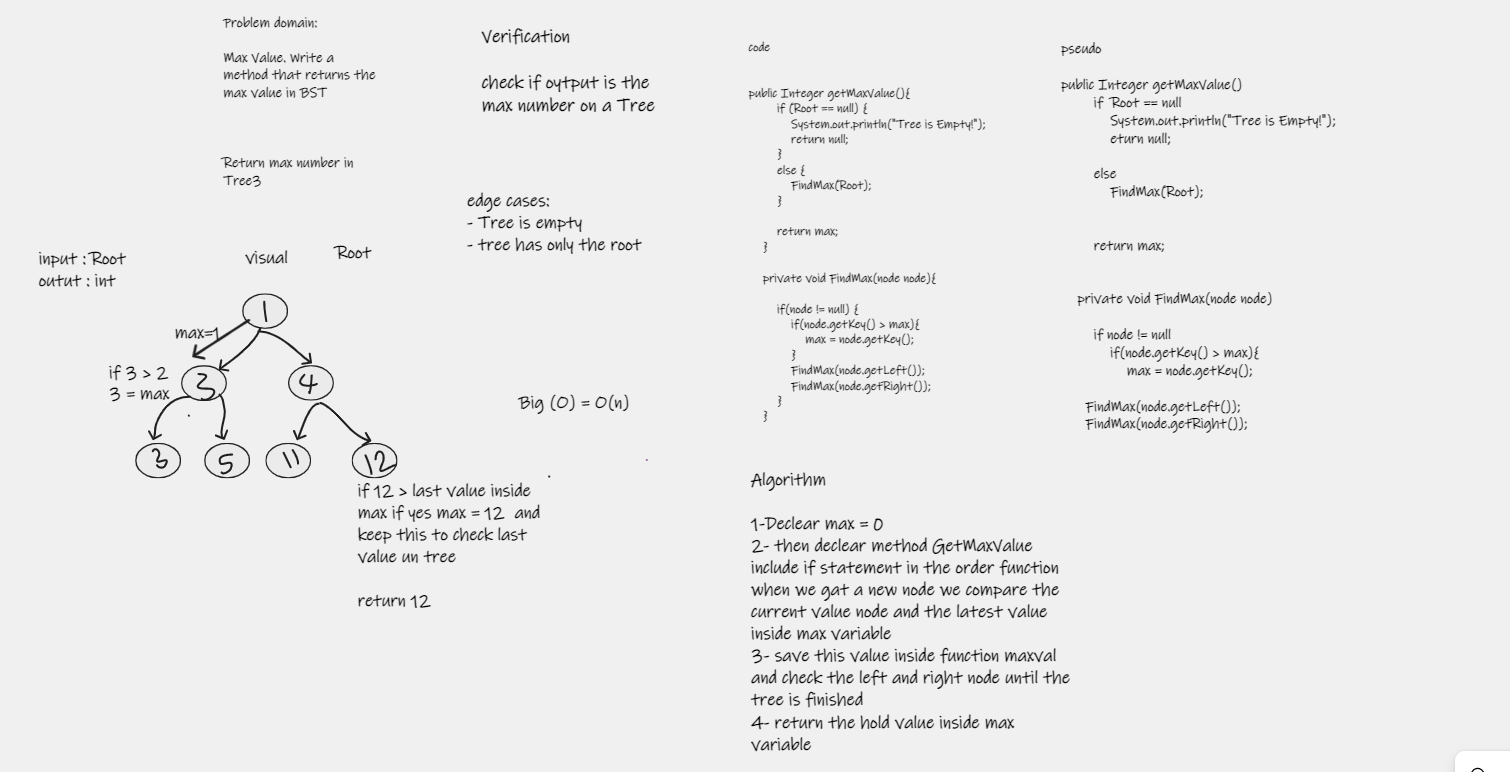 Problem domain:
Max Value. Write a
method that returns the
max value in BST
Return max number in
Tree3
input : Root
outut : int
visual
Root
1
max=1
if 3 > 2
3 = max
3
4
3
5
11
12
if 12 > last value inside
max if yes max = 12 and
keep this to check last
value un tree
return 12
Verification
check if oytput is the
max number on a Tree
edge cases:
- Tree is empty
- tree has only the root
Big (O) = O(n)
code
public Integer getMaxValue(){
if (Root == null) {
System.out.println("Tree is Empty!");
return null;
}
else {
FindMax(Root);
}
return max;
}
private void FindMax(node node){
if(node != null) {
if(node.getKey() > max){
max = node.getKey();
}
FindMax(node.getLeft());
FindMax(node.getRight());
}
}
Algorithm
1-Declear max = 0
2- then declear method GetMaxValue
include if statement in the order function
when we gat a new node we compare the
current value node and the latest value
inside max variable
3- save this value inside function maxval
and check the left and right node until the
tree is finished
4- return the hold value inside max
variable
pseudo
public Integer getMaxValue()
if Root == null
System.out.println("Tree is Empty!");
eturn null;
else
FindMax(Root);
return max;
private void FindMax(node node)
if node != null
if(node.getKey() > max){
max = node.getKey();
FindMax(node.getLeft());
FindMax(node.getRight());